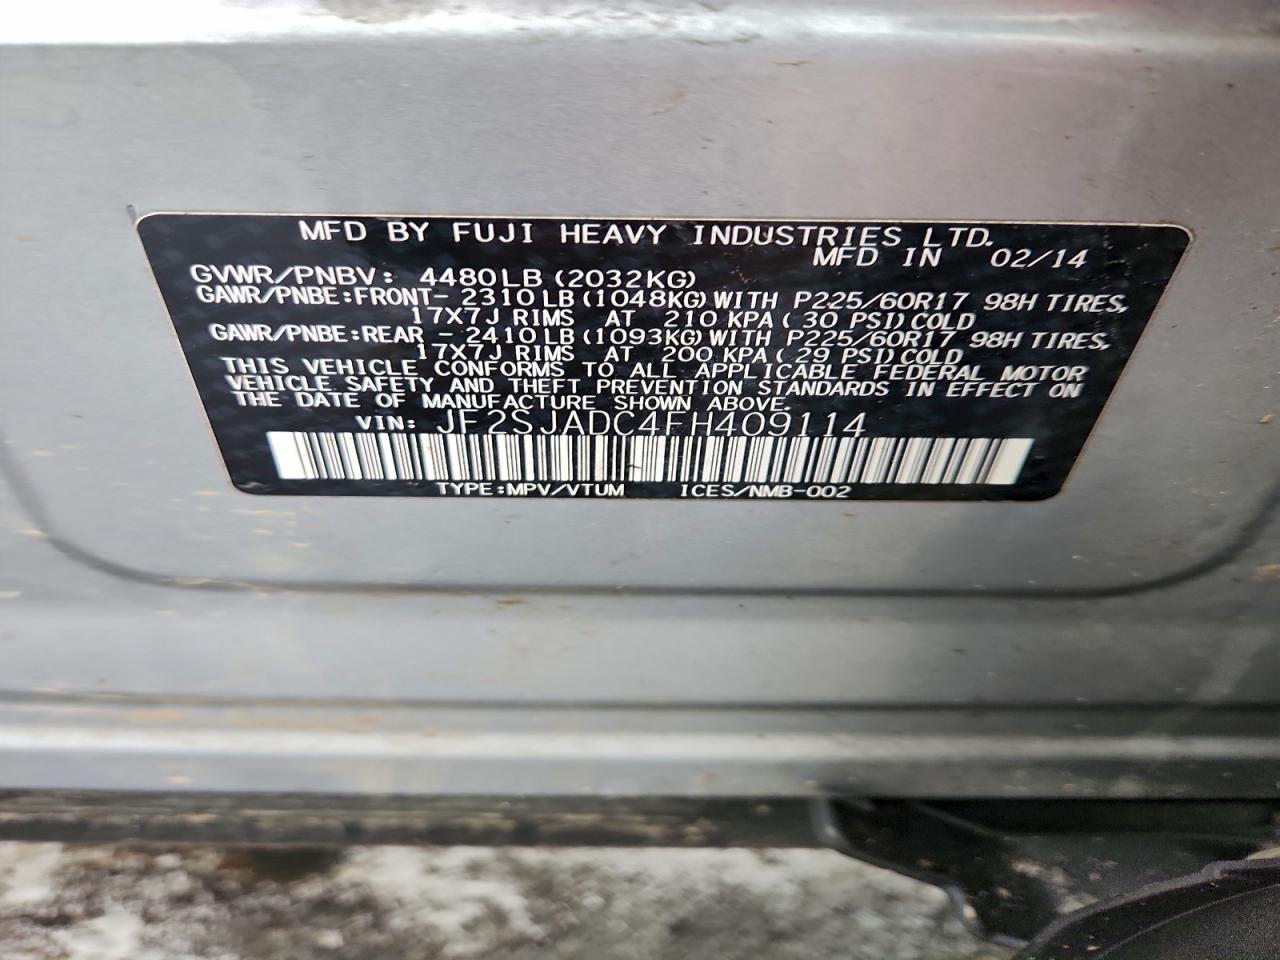 MFD BY FUJI HEAVY INDUSTRIES LTD.
MFD IN 02/14
GVWR/PNBV: 4480LB (2032KG)
GAWR/PNBE:FRONT- 2310LB(1048KG)WITH P225/60R17 98H TIRES,
17X7J RIMS AT 210 KPA(30 PSI)COLD
GAWR/PNBE:REAR - 2410LB(1093KG)WITH P225/60R17 98H TIRES,
17X7J RIMS AT 200 KPA(29 PSI)COLD
THIS VEHICLE CONFORMS TO ALL APPLICABLE FEDERAL MOTOR
VEHICLE SAFETY AND THEFT PREVENTION STANDARDS IN EFFECT ON
THE DATE OF MANUFACTURE SHOWN ABOVE.
VIN: JF2SJADC4FH409114
TYPE:MPV/VTUM ICES/NMB-002